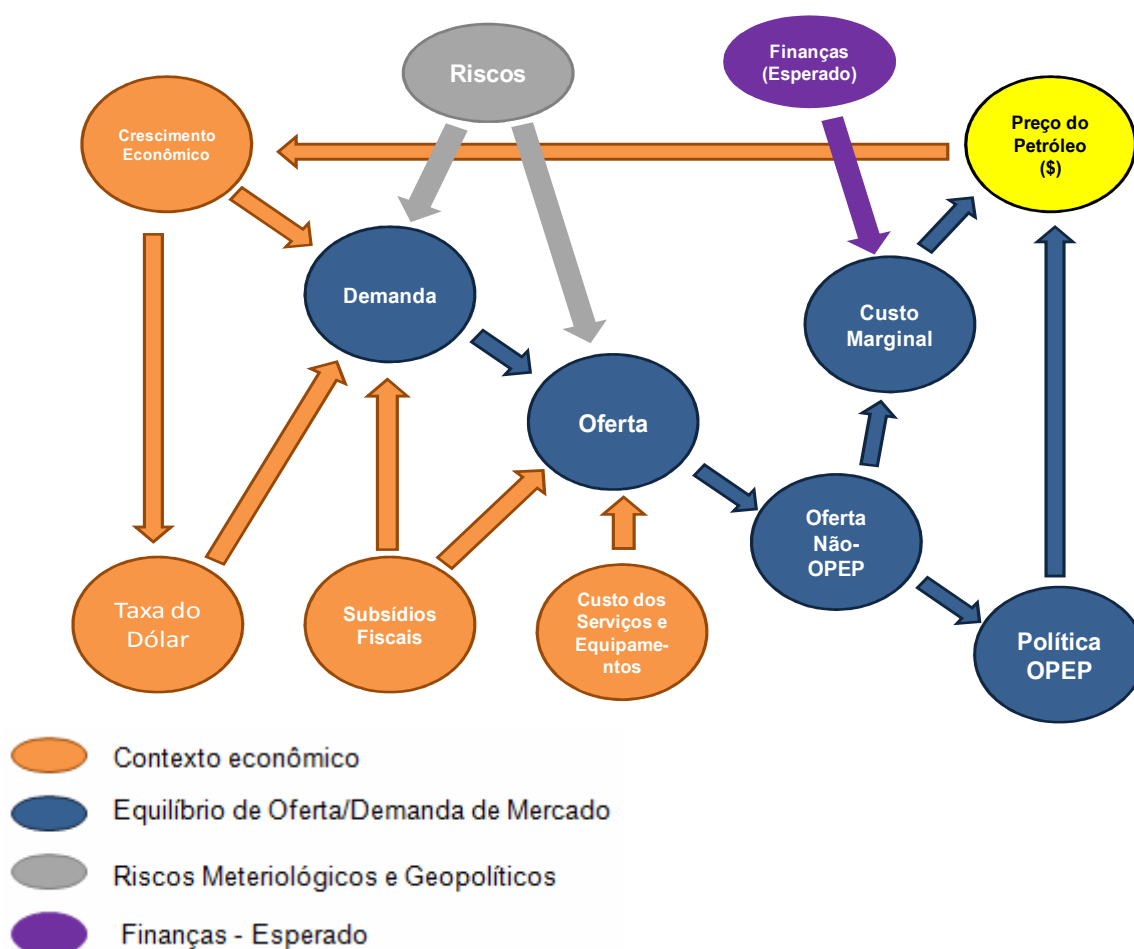 Riscos
Finanças
(Esperado)
Crescimento
Econômico
Preço do
Petróleo
($)
Demanda
Custo
Marginal
Oferta
Oferta
Não-
OPEP
Taxa do
Dólar
Subsídios
Fiscais
Custo dos
Serviços e
Equipame-
ntos
Política
OPEP
Contexto econômico
Equilíbrio de Oferta/Demanda de Mercado
Riscos Meteriológicos e Geopolíticos
Finanças - Esperado